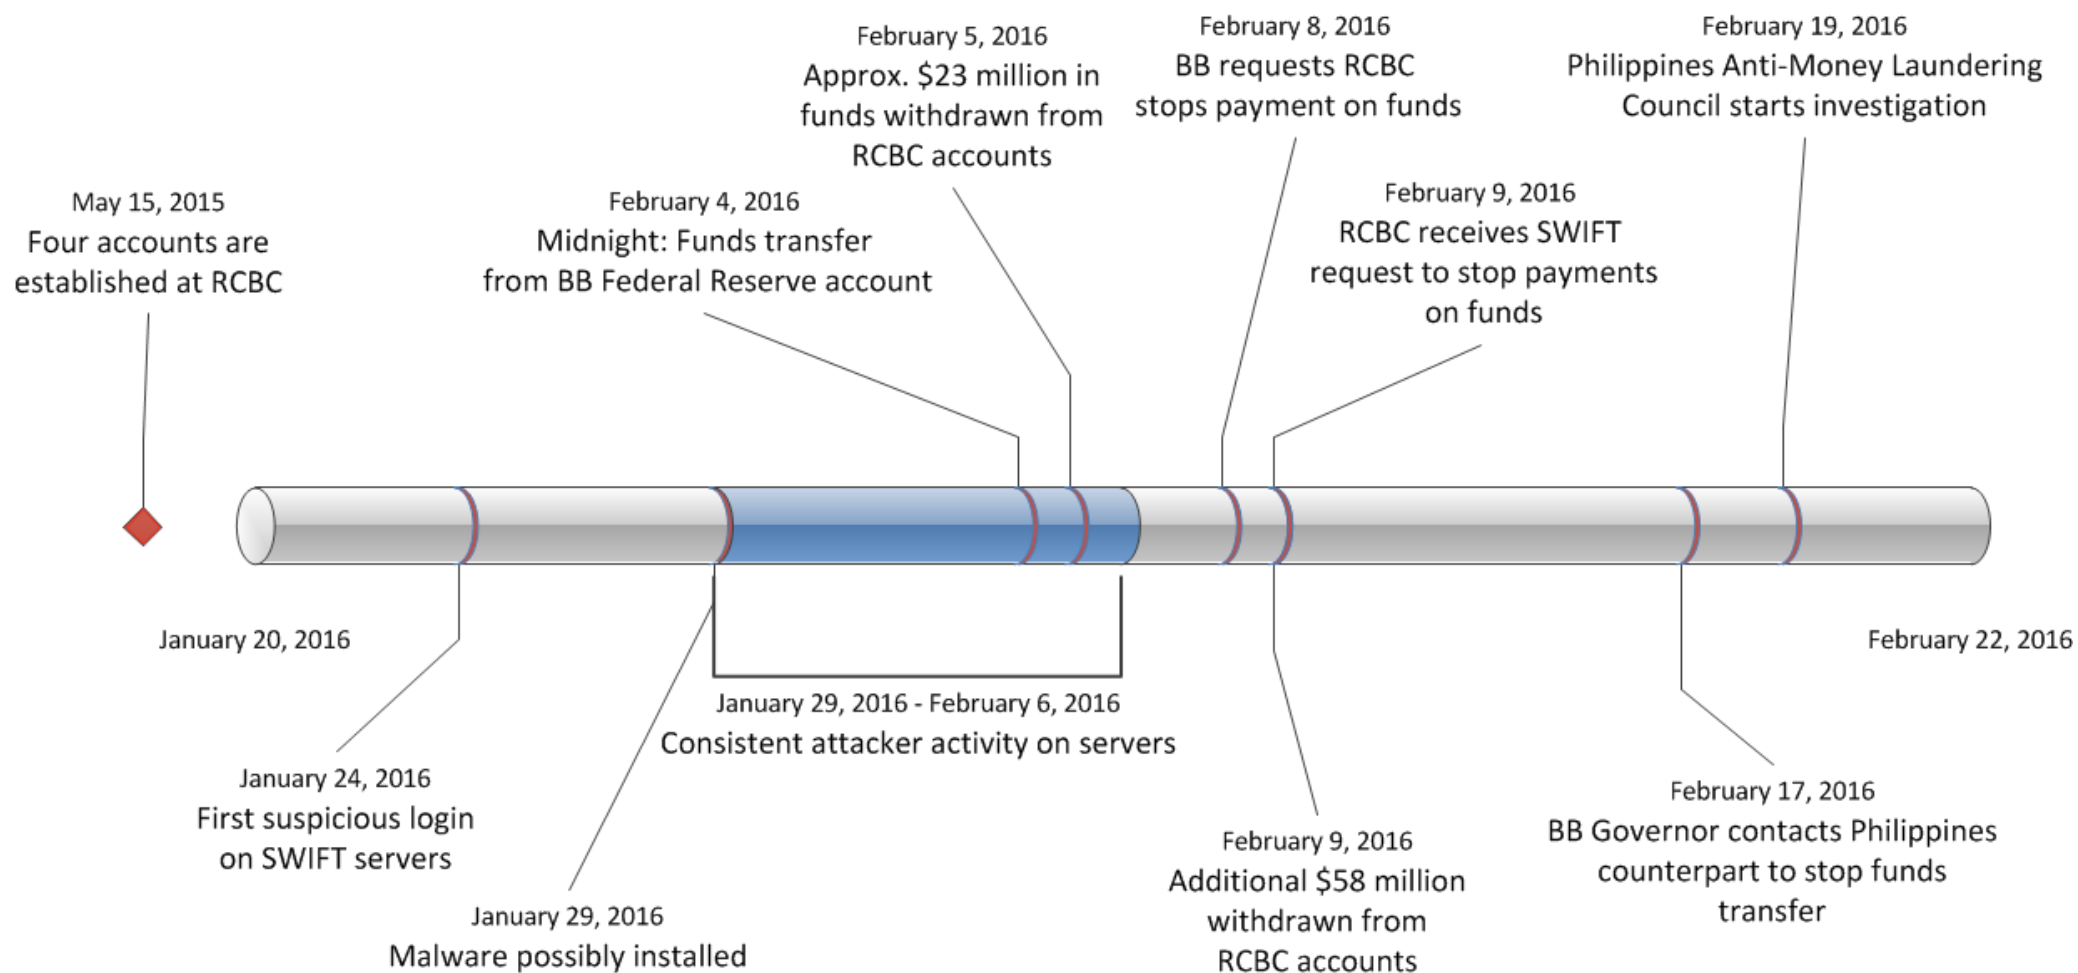 May 15, 2015
Four accounts are
established at RCBC
February 4, 2016
Midnight: Funds transfer
from BB Federal Reserve account
February 5, 2016
Approx. $23 million in
funds withdrawn from
RCBC accounts
February 8, 2016
BB requests RCBC
stops payment on funds
February 9, 2016
RCBC receives SWIFT
request to stop payments
on funds
February 19, 2016
Philippines Anti-Money Laundering
Council starts investigation
January 20, 2016
February 22, 2016
January 24, 2016
First suspicious login
on SWIFT servers
January 29, 2016
Malware possibly installed
January 29, 2016 - February 6, 2016
Consistent attacker activity on servers
February 9, 2016
Additional $58 million
withdrawn from
RCBC accounts
February 17, 2016
BB Governor contacts Philippines
counterpart to stop funds
transfer